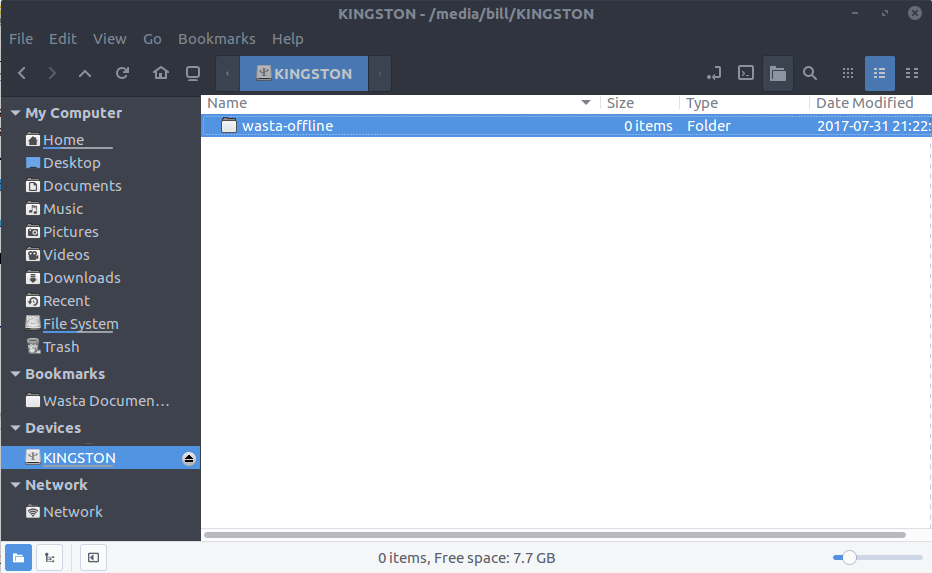 KINGSTON - /media/bill/KINGSTON
File Edit View Go Bookmarks Help
KINGSTON
Name Size Type Date Modified
wasta-offline 0 items Folder 2017-07-31 21:22:
My Computer
Home
Desktop
Documents
Music
Pictures
Videos
Downloads
Recent
File System
Trash
Bookmarks
Wasta Documen...
Devices
KINGSTON
Network
Network
0 items, Free space: 7.7 GB